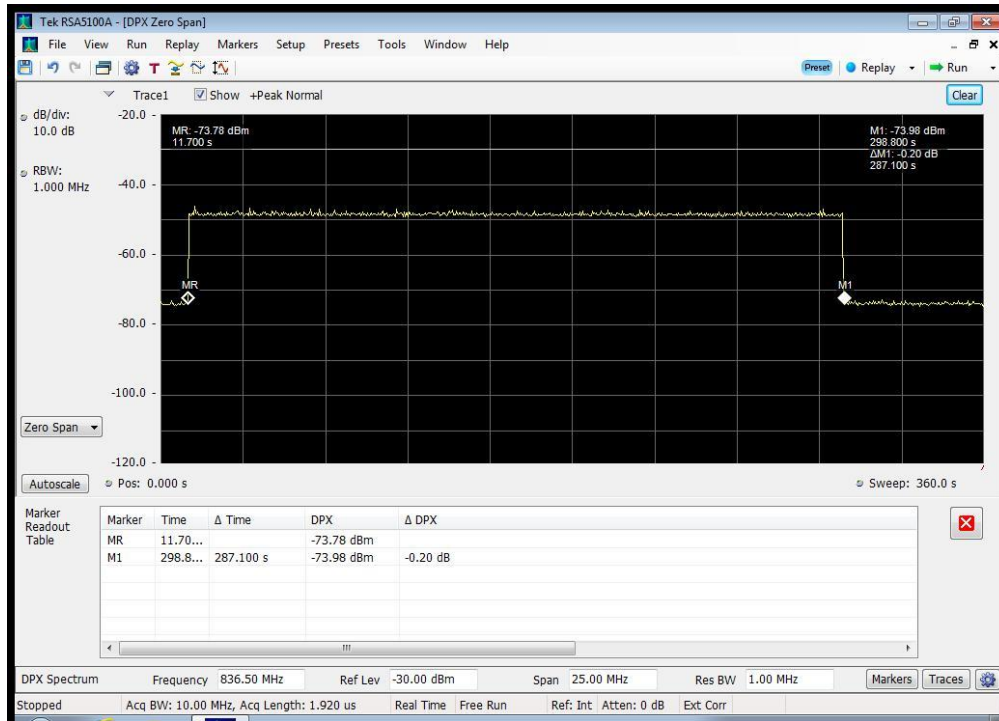 Tek RSA5100A - [DPX Zero Span]
File View Run Replay Markers Setup Presets Tools Window Help
T Preset Replay Run
Trace1 Show +Peak Normal Clear
dB/div:
10.0 dB
RBW:
1.000 MHz
-20.0
-40.0
-60.0
-80.0
-100.0
-120.0
MR: -73.78 dBm
11.700 s
M1: -73.98 dBm
298.800 s
ΔM1: -0.20 dB
287.100 s
MR
M1
Zero Span
Autoscale Pos: 0.000 s Sweep: 360.0 s
Marker
Readout
Table
Marker Time Δ Time DPX Δ DPX
MR 11.70... -73.78 dBm
M1 298.8... 287.100 s -73.98 dBm -0.20 dB
DPX Spectrum Frequency 836.50 MHz Ref Lev -30.00 dBm Span 25.00 MHz Res BW 1.00 MHz Markers Traces
Stopped Acq BW: 10.00 MHz, Acq Length: 1.920 us Real Time Free Run Ref: Int Atten: 0 dB Ext Corr